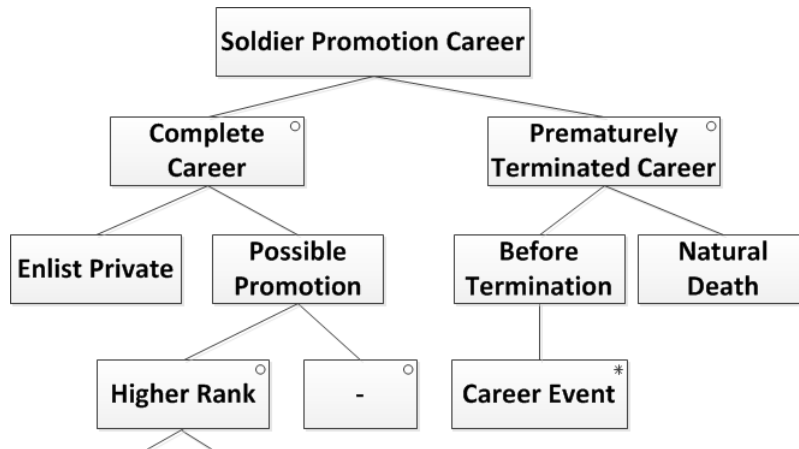 Soldier Promotion Career
Complete
Career
Prematurely
Terminated Career
Enlist Private
Possible
Promotion
Before
Termination
Natural
Death
Higher Rank
-
Career Event
*